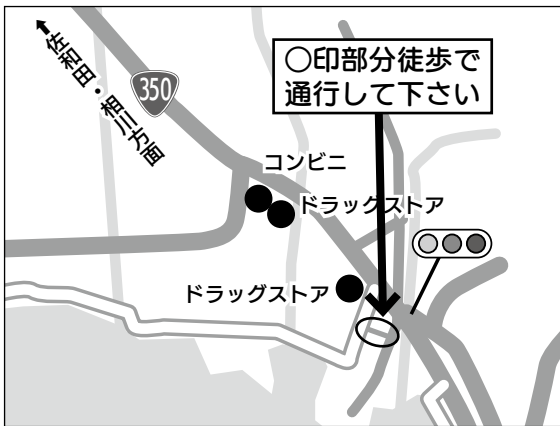 佐和田・相川方面
350
○印部分徒歩で
通行して下さい
コンビニ
ドラッグストア
ドラッグストア